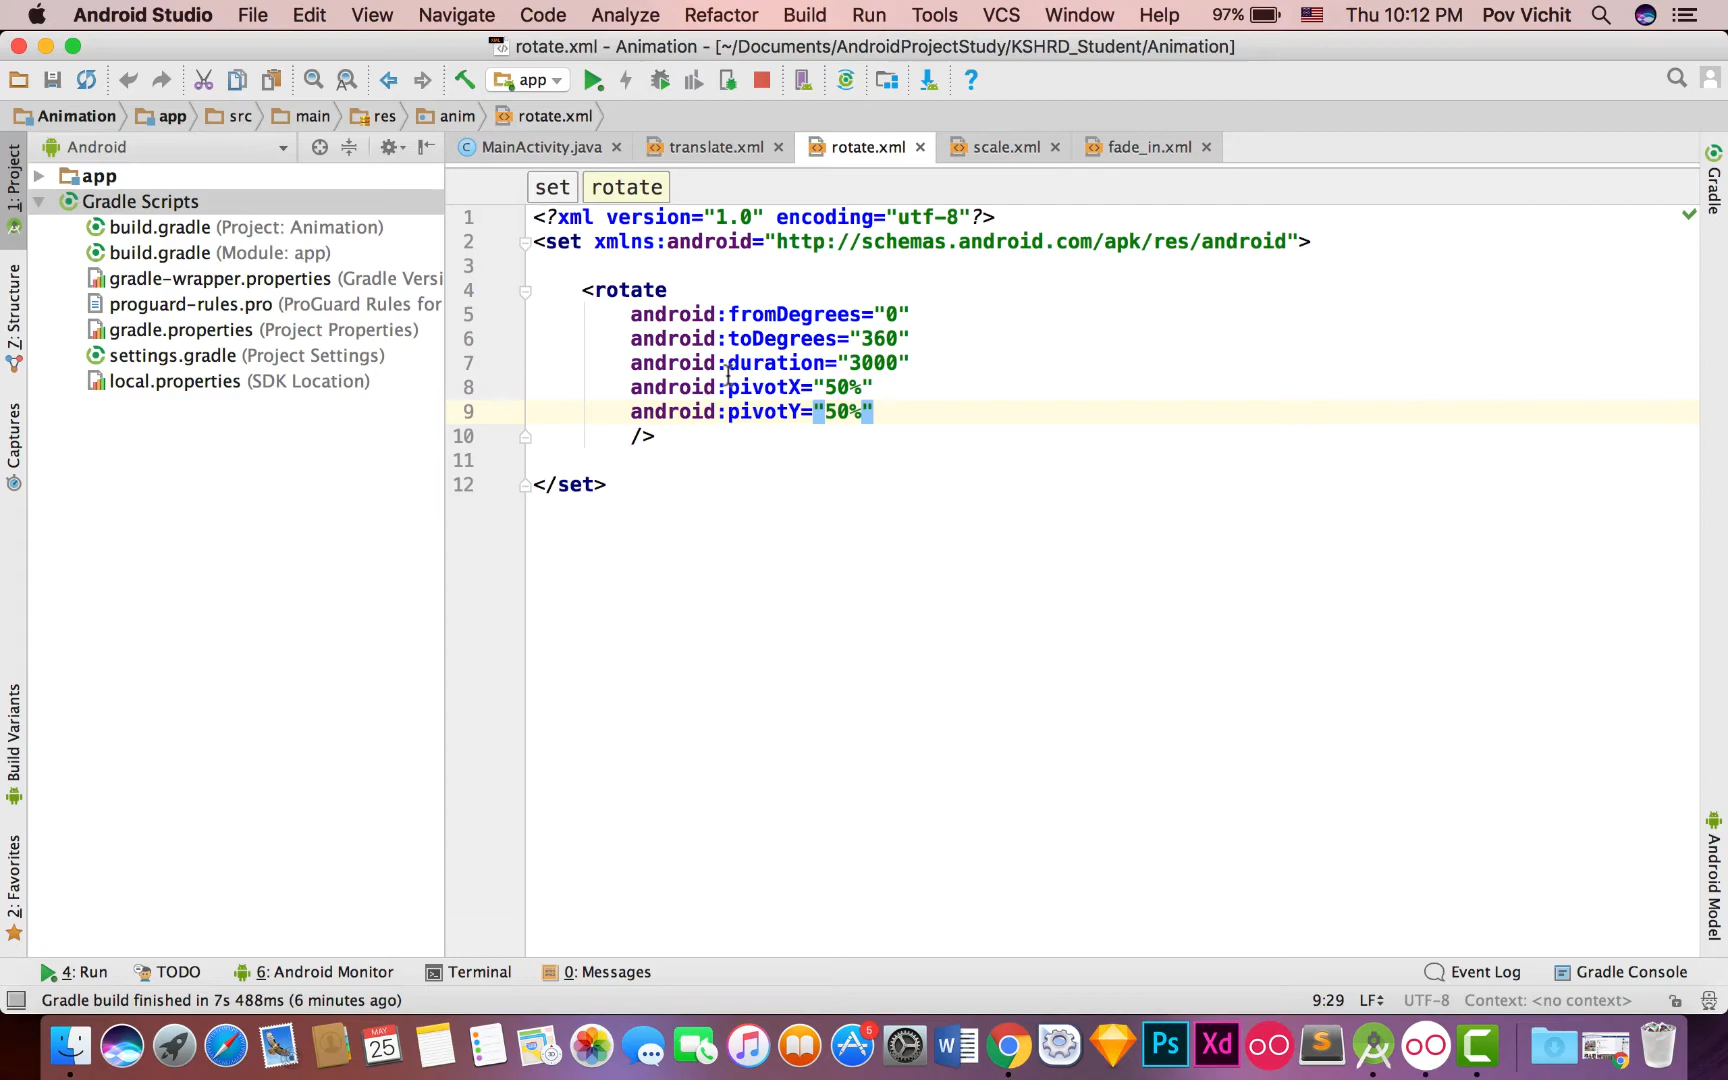 Android Studio File Edit View Navigate Code Analyze Refactor Build Run Tools VCS Window Help 97% Thu 10:12 PM Pov Vichit
rotate.xml - Animation - [~/Documents/AndroidProjectStudy/KSHRD_Student/Animation]
app
Animation app src main res anim rotate.xml
Android
MainActivity.java translate.xml rotate.xml scale.xml fade_in.xml
set rotate
app
Gradle Scripts
build.gradle (Project: Animation)
build.gradle (Module: app)
gradle-wrapper.properties (Gradle Versi
proguard-rules.pro (ProGuard Rules for
gradle.properties (Project Properties)
settings.gradle (Project Settings)
local.properties (SDK Location)
1 <?xml version="1.0" encoding="utf-8"?>
2 <set xmlns:android="http://schemas.android.com/apk/res/android">
3
4 <rotate
5 android:fromDegrees="0"
6 android:toDegrees="360"
7 android:duration="3000"
8 android:pivotX="50%"
9 android:pivotY="50%"
10 />
11
12 </set>
1: Project
Z: Structure
Captures
Build Variants
2: Favorites
Gradle
Android Model
4: Run TODO 6: Android Monitor Terminal 0: Messages Event Log Gradle Console
Gradle build finished in 7s 488ms (6 minutes ago) 9:29 LF UTF-8 Context: <no context>
MAY
25
W
5
Ps
Xd
S
C